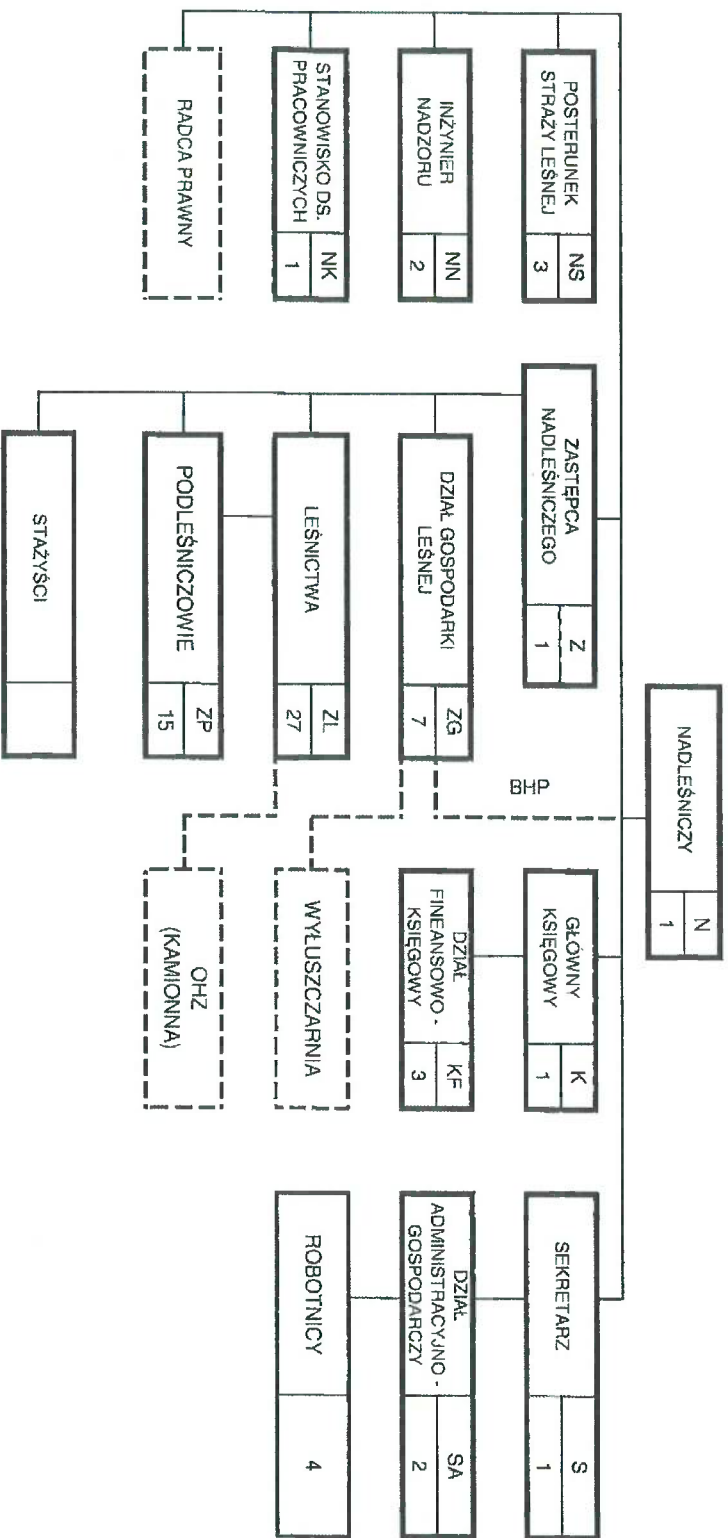 NADLEŚNICZY
N
1
BHP
POSTERUNEK
STRAŻY LEŚNEJ
NS
3
INŻYNIER
NADZORU
NN
2
STANOWISKO DS.
PRACOWNICZYCH
NK
1
RADCA PRAWNY
ZASTĘPCA
NADLEŚNICZEGO
Z
1
DZIAŁ GOSPODARKI
LEŚNEJ
ZG
7
LEŚNICTWA
ZL
27
PODLEŚNICZOWIE
ZP
15
STAŻYŚCI
GŁÓWNY
KSIĘGOWY
K
1
DZIAŁ
FINEANSOWO -
KSIĘGOWY
KF
3
WYŁUSZCZARNIA
OHZ
(KAMIONNA)
SEKRETARZ
S
1
DZIAŁ
ADMINISTRACYJNO -
GOSPODARCZY
SA
2
ROBOTNICY
4